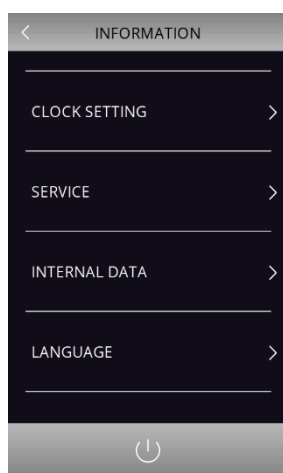 INFORMATION
CLOCK SETTING
SERVICE
INTERNAL DATA
LANGUAGE